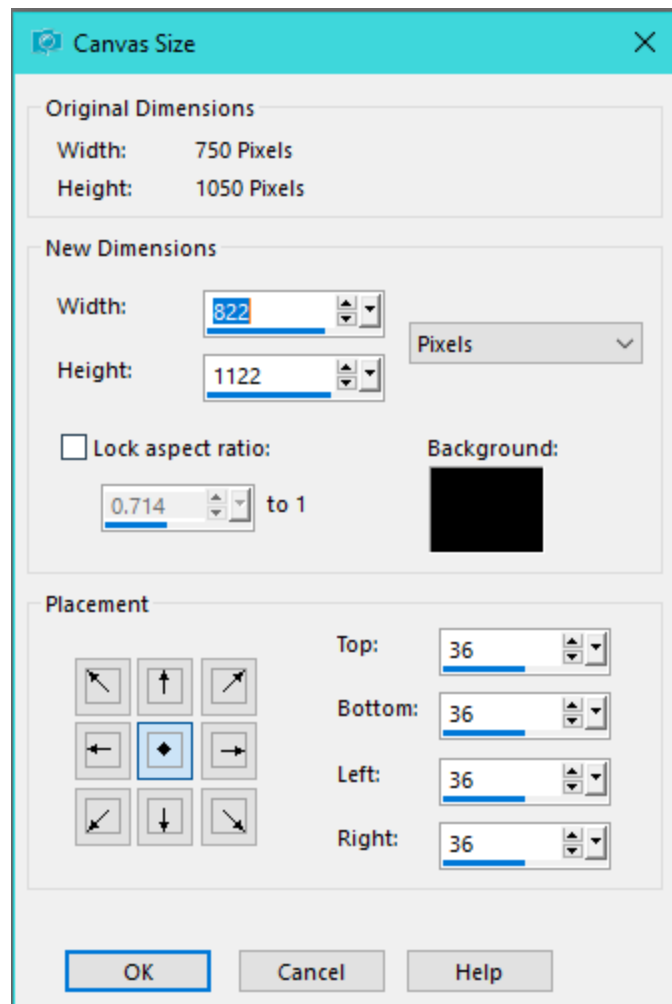 Canvas Size
Original Dimensions
Width: 750 Pixels
Height: 1050 Pixels
New Dimensions
Width: 822
Pixels
Height: 1122
Lock aspect ratio:
Background:
0.714 to 1
Placement
Top: 36
Bottom: 36
Left: 36
Right: 36
OK Cancel Help